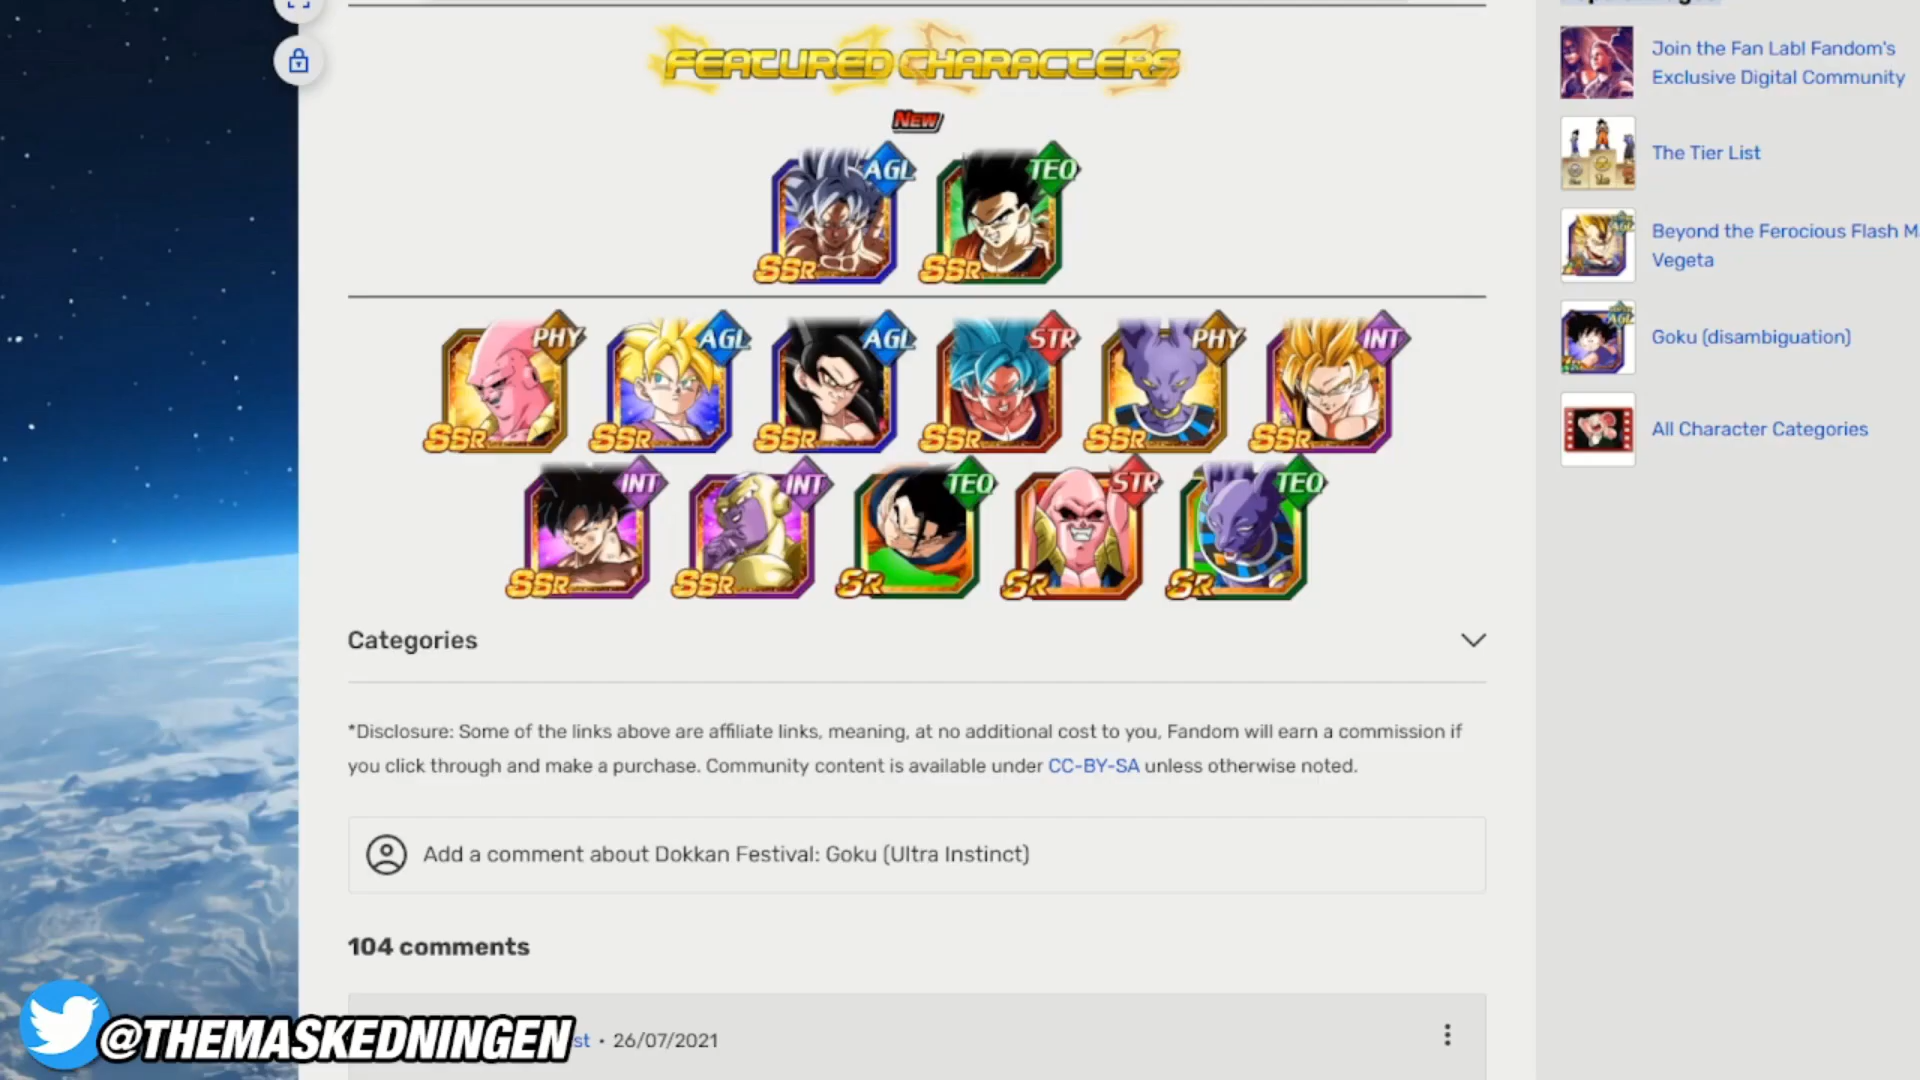 FEATURED CHARACTERS
NEW
AGL TEQ
SSR SSR
PHY AGL AGL STR PHY INT
SSR SSR SSR SSR SSR SSR
INT INT TEQ STR TEQ
SSR SSR SR SR SR
Categories
*Disclosure: Some of the links above are affiliate links, meaning, at no additional cost to you, Fandom will earn a commission if
you click through and make a purchase. Community content is available under CC-BY-SA unless otherwise noted.
Add a comment about Dokkan Festival: Goku (Ultra Instinct)
104 comments
st • 26/07/2021
@THEMASKEDNINGEN
Join the Fan Lab| Fandom's
Exclusive Digital Community
The Tier List
Beyond the Ferocious Flash M
Vegeta
Goku (disambiguation)
All Character Categories